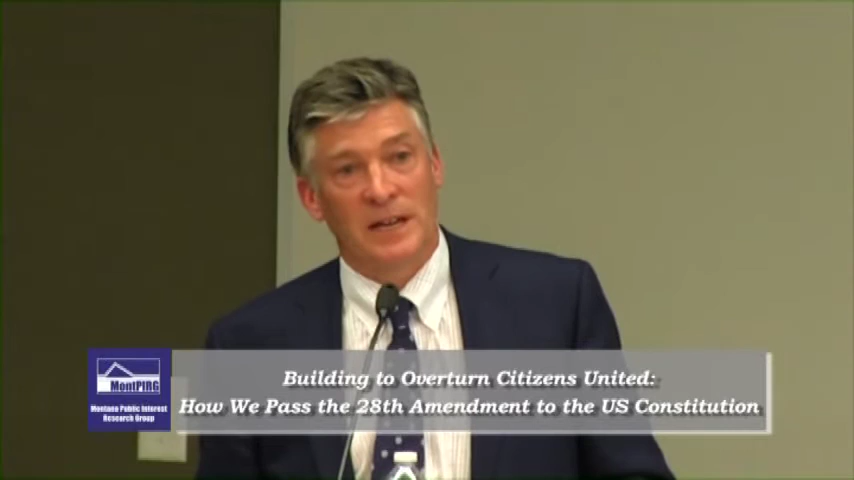 Building to Overturn Citizens United:
How We Pass the 28th Amendment to the US Constitution
MontPIRG
Montana Public Interest
Research Group